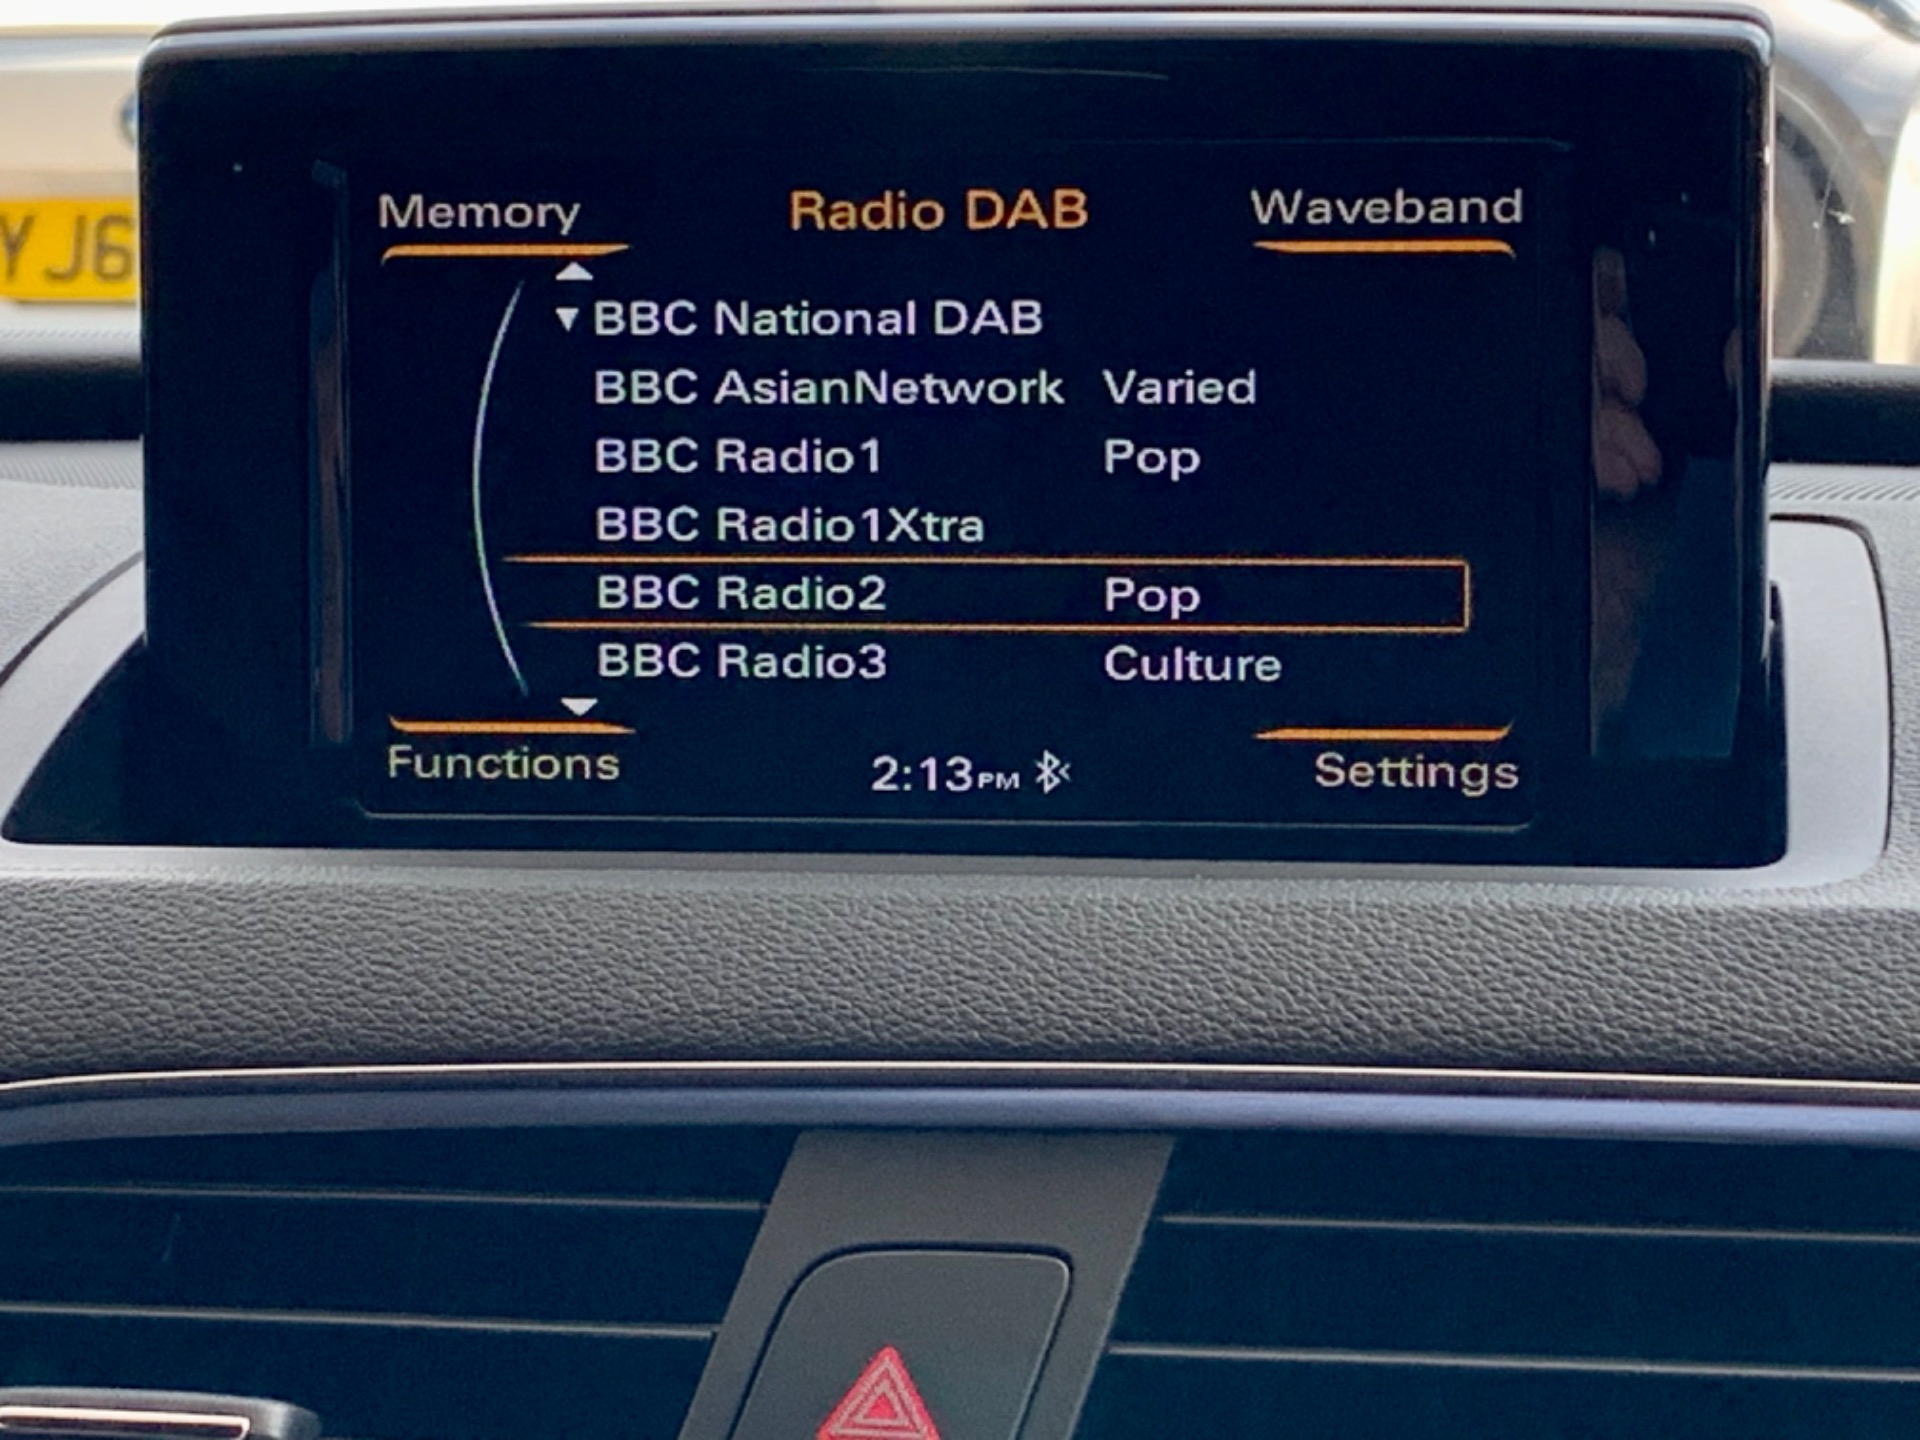 Memory Radio DAB Waveband
BBC National DAB
BBC AsianNetwork Varied
BBC Radio1 Pop
BBC Radio1Xtra
BBC Radio2 Pop
BBC Radio3 Culture
Functions 2:13PM Settings
YJ6